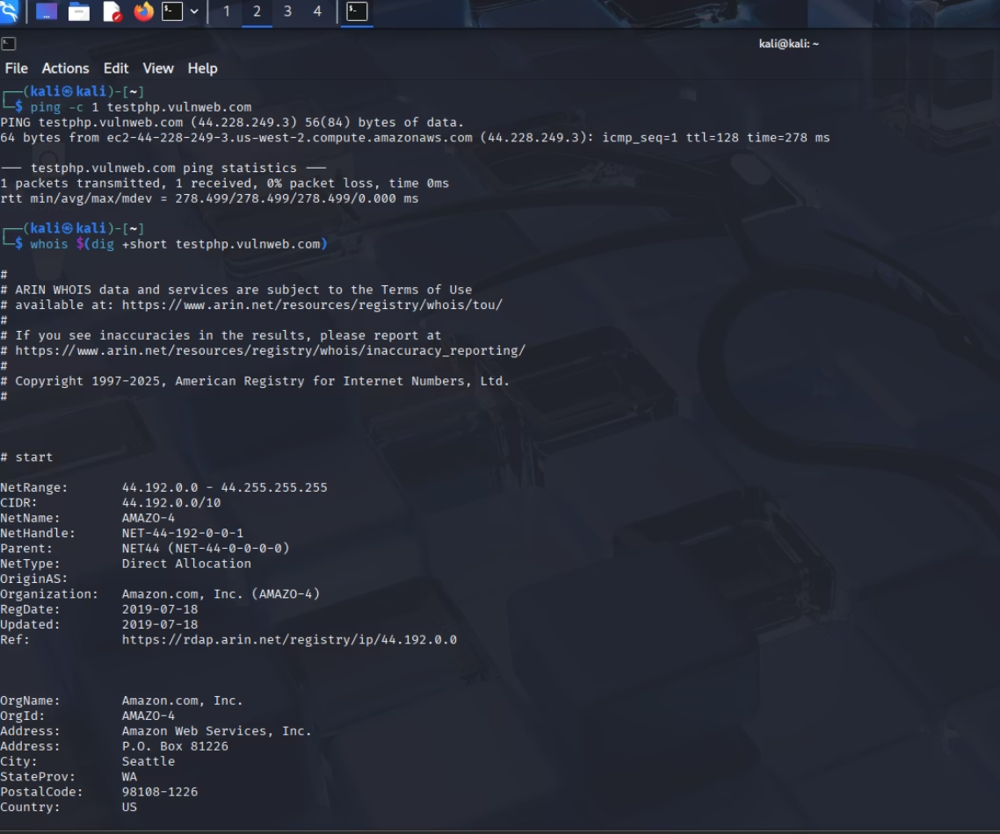 1 2 3 4
kali@kali: ~
File Actions Edit View Help
┌──(kali㉿kali)-[~]
└─$ ping -c 1 testphp.vulnweb.com
PING testphp.vulnweb.com (44.228.249.3) 56(84) bytes of data.
64 bytes from ec2-44-228-249-3.us-west-2.compute.amazonaws.com (44.228.249.3): icmp_seq=1 ttl=128 time=278 ms
--- testphp.vulnweb.com ping statistics ---
1 packets transmitted, 1 received, 0% packet loss, time 0ms
rtt min/avg/max/mdev = 278.499/278.499/278.499/0.000 ms
┌──(kali㉿kali)-[~]
└─$ whois $(dig +short testphp.vulnweb.com)
#
# ARIN WHOIS data and services are subject to the Terms of Use
# available at: https://www.arin.net/resources/registry/whois/tou/
#
# If you see inaccuracies in the results, please report at
# https://www.arin.net/resources/registry/whois/inaccuracy_reporting/
#
# Copyright 1997-2025, American Registry for Internet Numbers, Ltd.
#
# start
NetRange: 44.192.0.0 - 44.255.255.255
CIDR: 44.192.0.0/10
NetName: AMAZO-4
NetHandle: NET-44-192-0-0-1
Parent: NET44 (NET-44-0-0-0-0)
NetType: Direct Allocation
OriginAS:
Organization: Amazon.com, Inc. (AMAZO-4)
RegDate: 2019-07-18
Updated: 2019-07-18
Ref: https://rdap.arin.net/registry/ip/44.192.0.0
OrgName: Amazon.com, Inc.
OrgId: AMAZO-4
Address: Amazon Web Services, Inc.
Address: P.O. Box 81226
City: Seattle
StateProv: WA
PostalCode: 98108-1226
Country: US